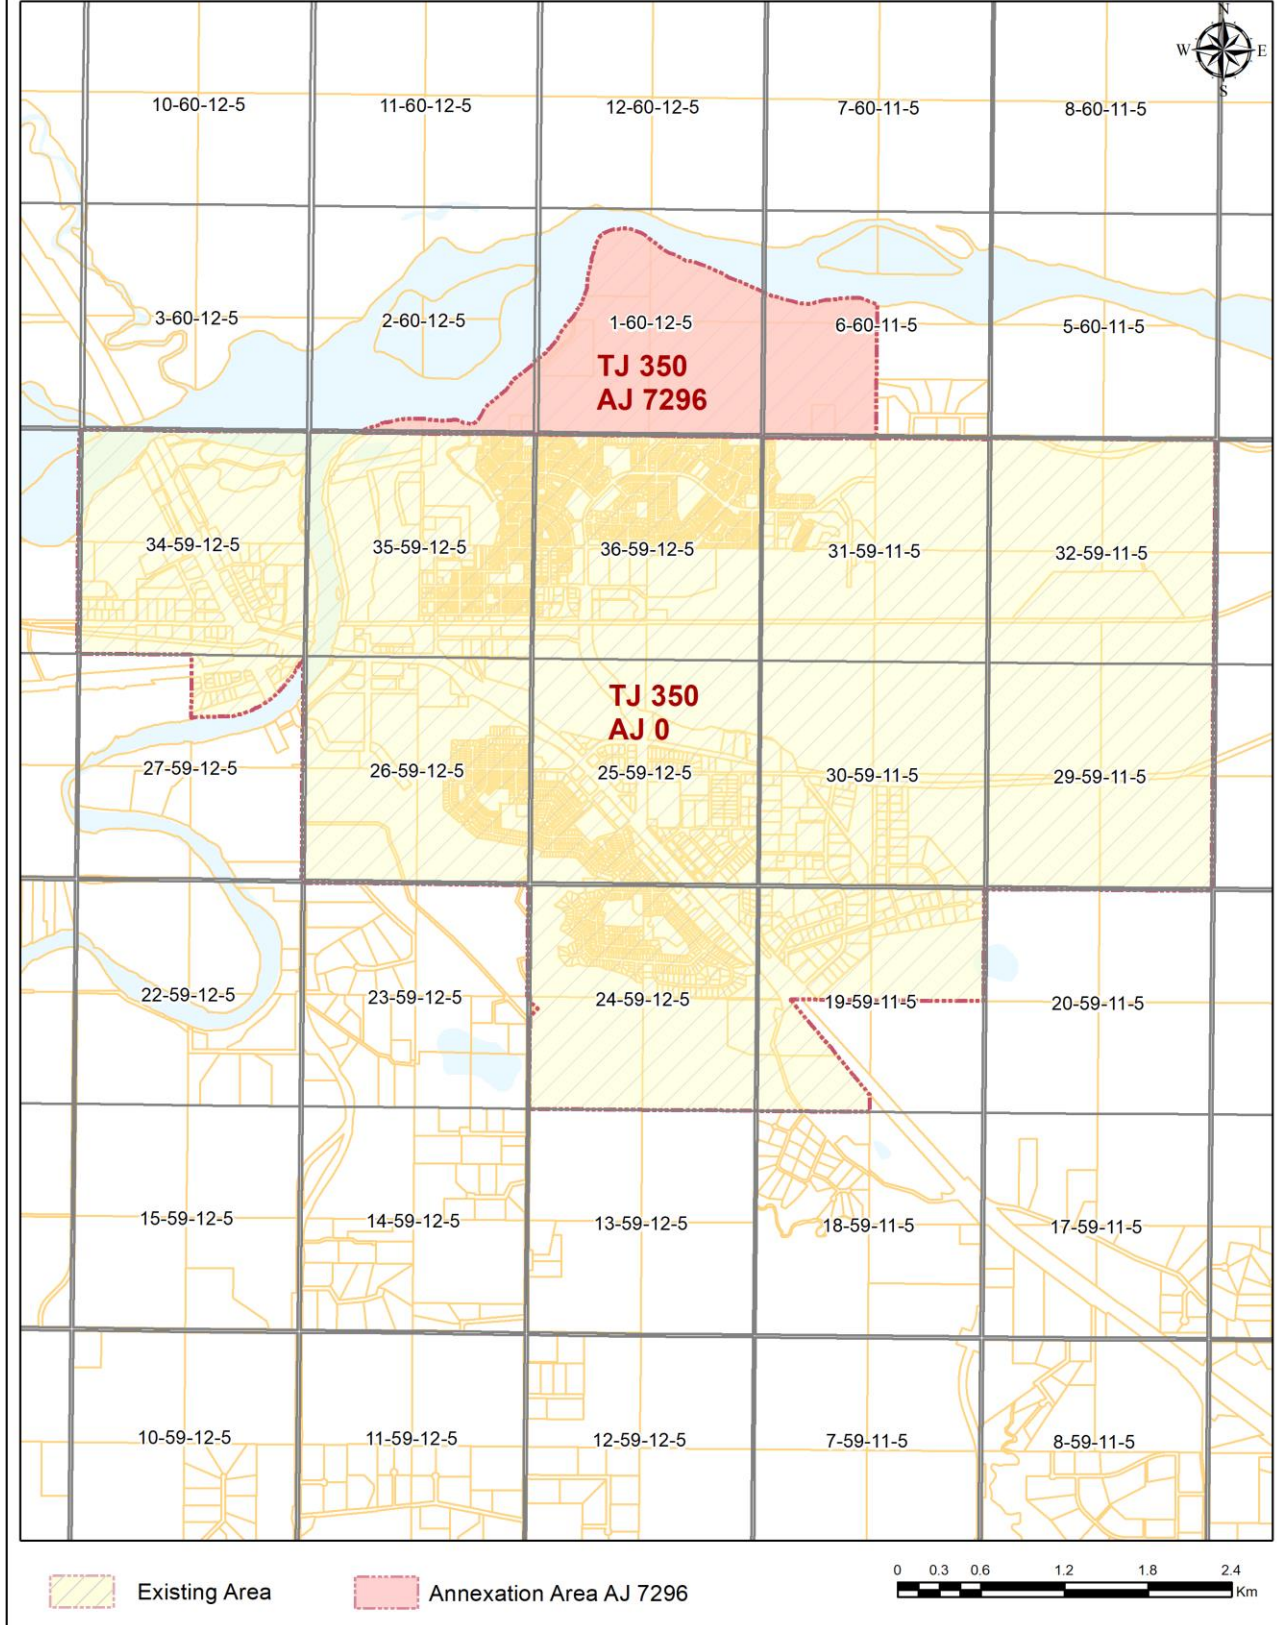 N
W E
S
10-60-12-5 11-60-12-5 12-60-12-5 7-60-11-5 8-60-11-5
3-60-12-5 2-60-12-5 1-60-12-5 6-60-11-5 5-60-11-5
TJ 350
AJ 7296
34-59-12-5 35-59-12-5 36-59-12-5 31-59-11-5 32-59-11-5
TJ 350
AJ 0
27-59-12-5 26-59-12-5 25-59-12-5 30-59-11-5 29-59-11-5
22-59-12-5 23-59-12-5 24-59-12-5 19-59-11-5 20-59-11-5
15-59-12-5 14-59-12-5 13-59-12-5 18-59-11-5 17-59-11-5
10-59-12-5 11-59-12-5 12-59-12-5 7-59-11-5 8-59-11-5
Existing Area Annexation Area AJ 7296
0 0.3 0.6 1.2 1.8 2.4
Km